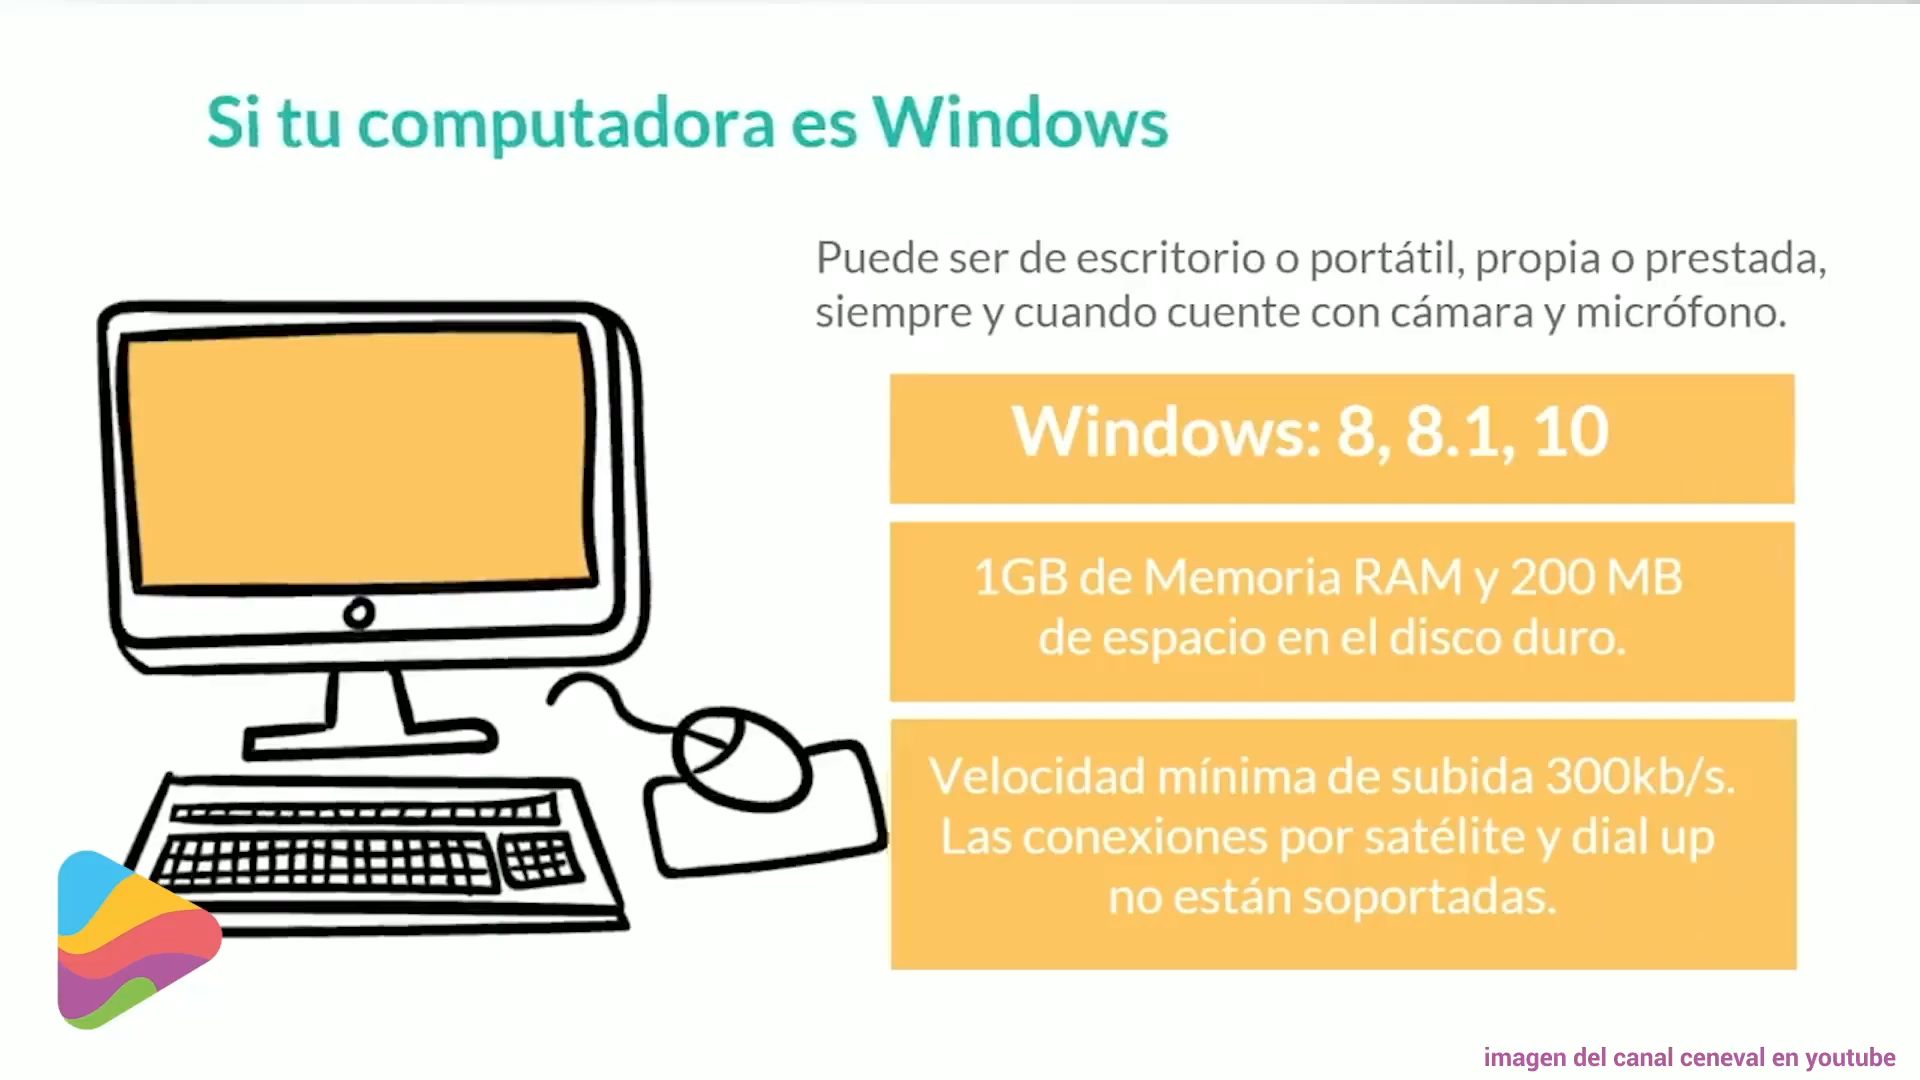 Si tu computadora es Windows
Puede ser de escritorio o portátil, propia o prestada,
siempre y cuando cuente con cámara y micrófono.
Windows: 8, 8.1, 10
1GB de Memoria RAM y 200 MB
de espacio en el disco duro.
Velocidad mínima de subida 300kb/s.
Las conexiones por satélite y dial up
no están soportadas.
imagen del canal ceneval en youtube